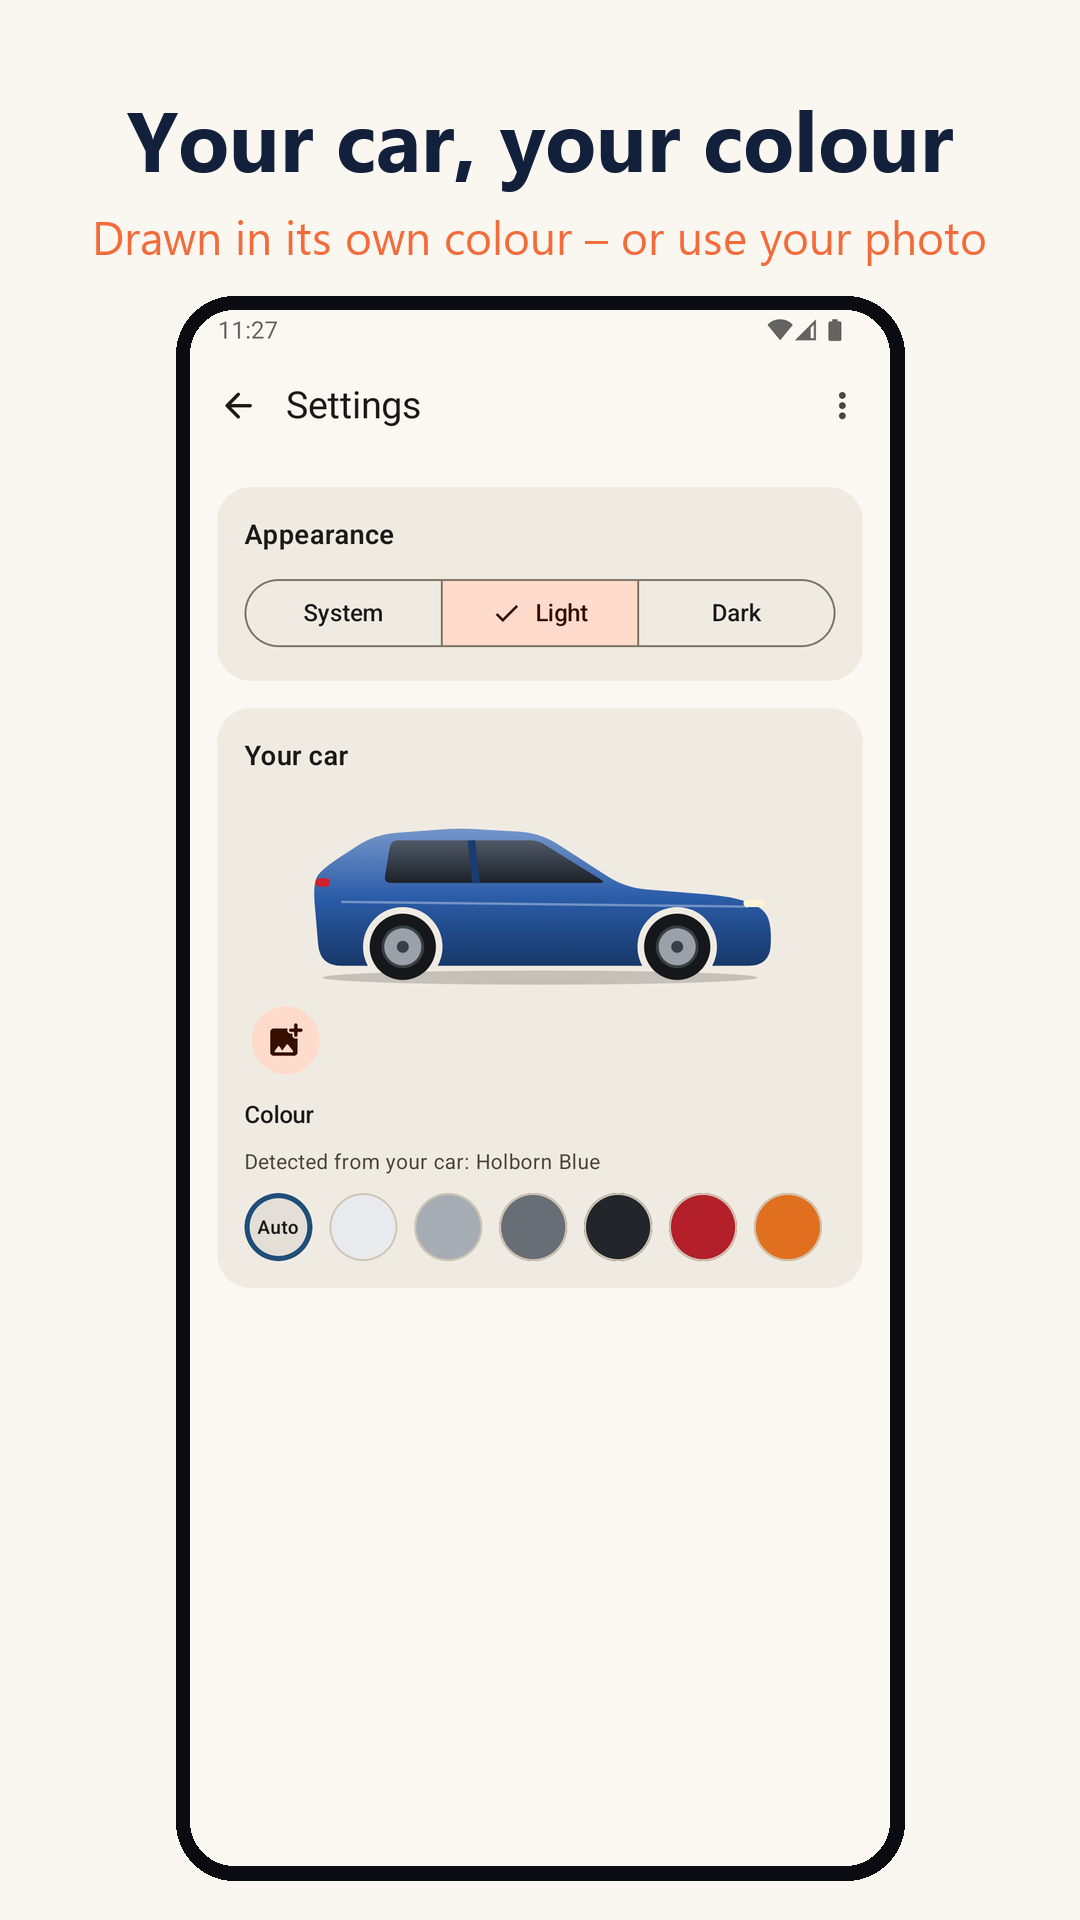 Your car, your colour
Drawn in its own colour – or use your photo
11:27
Settings
Appearance
System
Light
Dark
Your car
Colour
Detected from your car: Holborn Blue
Auto